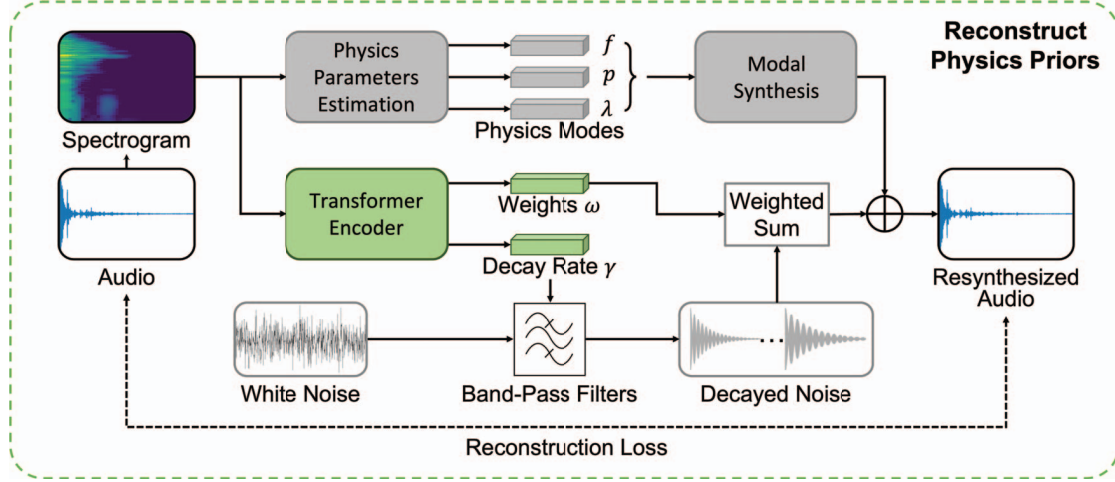 Reconstruct
Physics Priors
Spectrogram
Audio
Physics
Parameters
Estimation
f
p
λ
Physics Modes
Modal
Synthesis
Transformer
Encoder
Weights ω
Decay Rate γ
Weighted
Sum
Resynthesized
Audio
White Noise
Band-Pass Filters
...
Decayed Noise
Reconstruction Loss